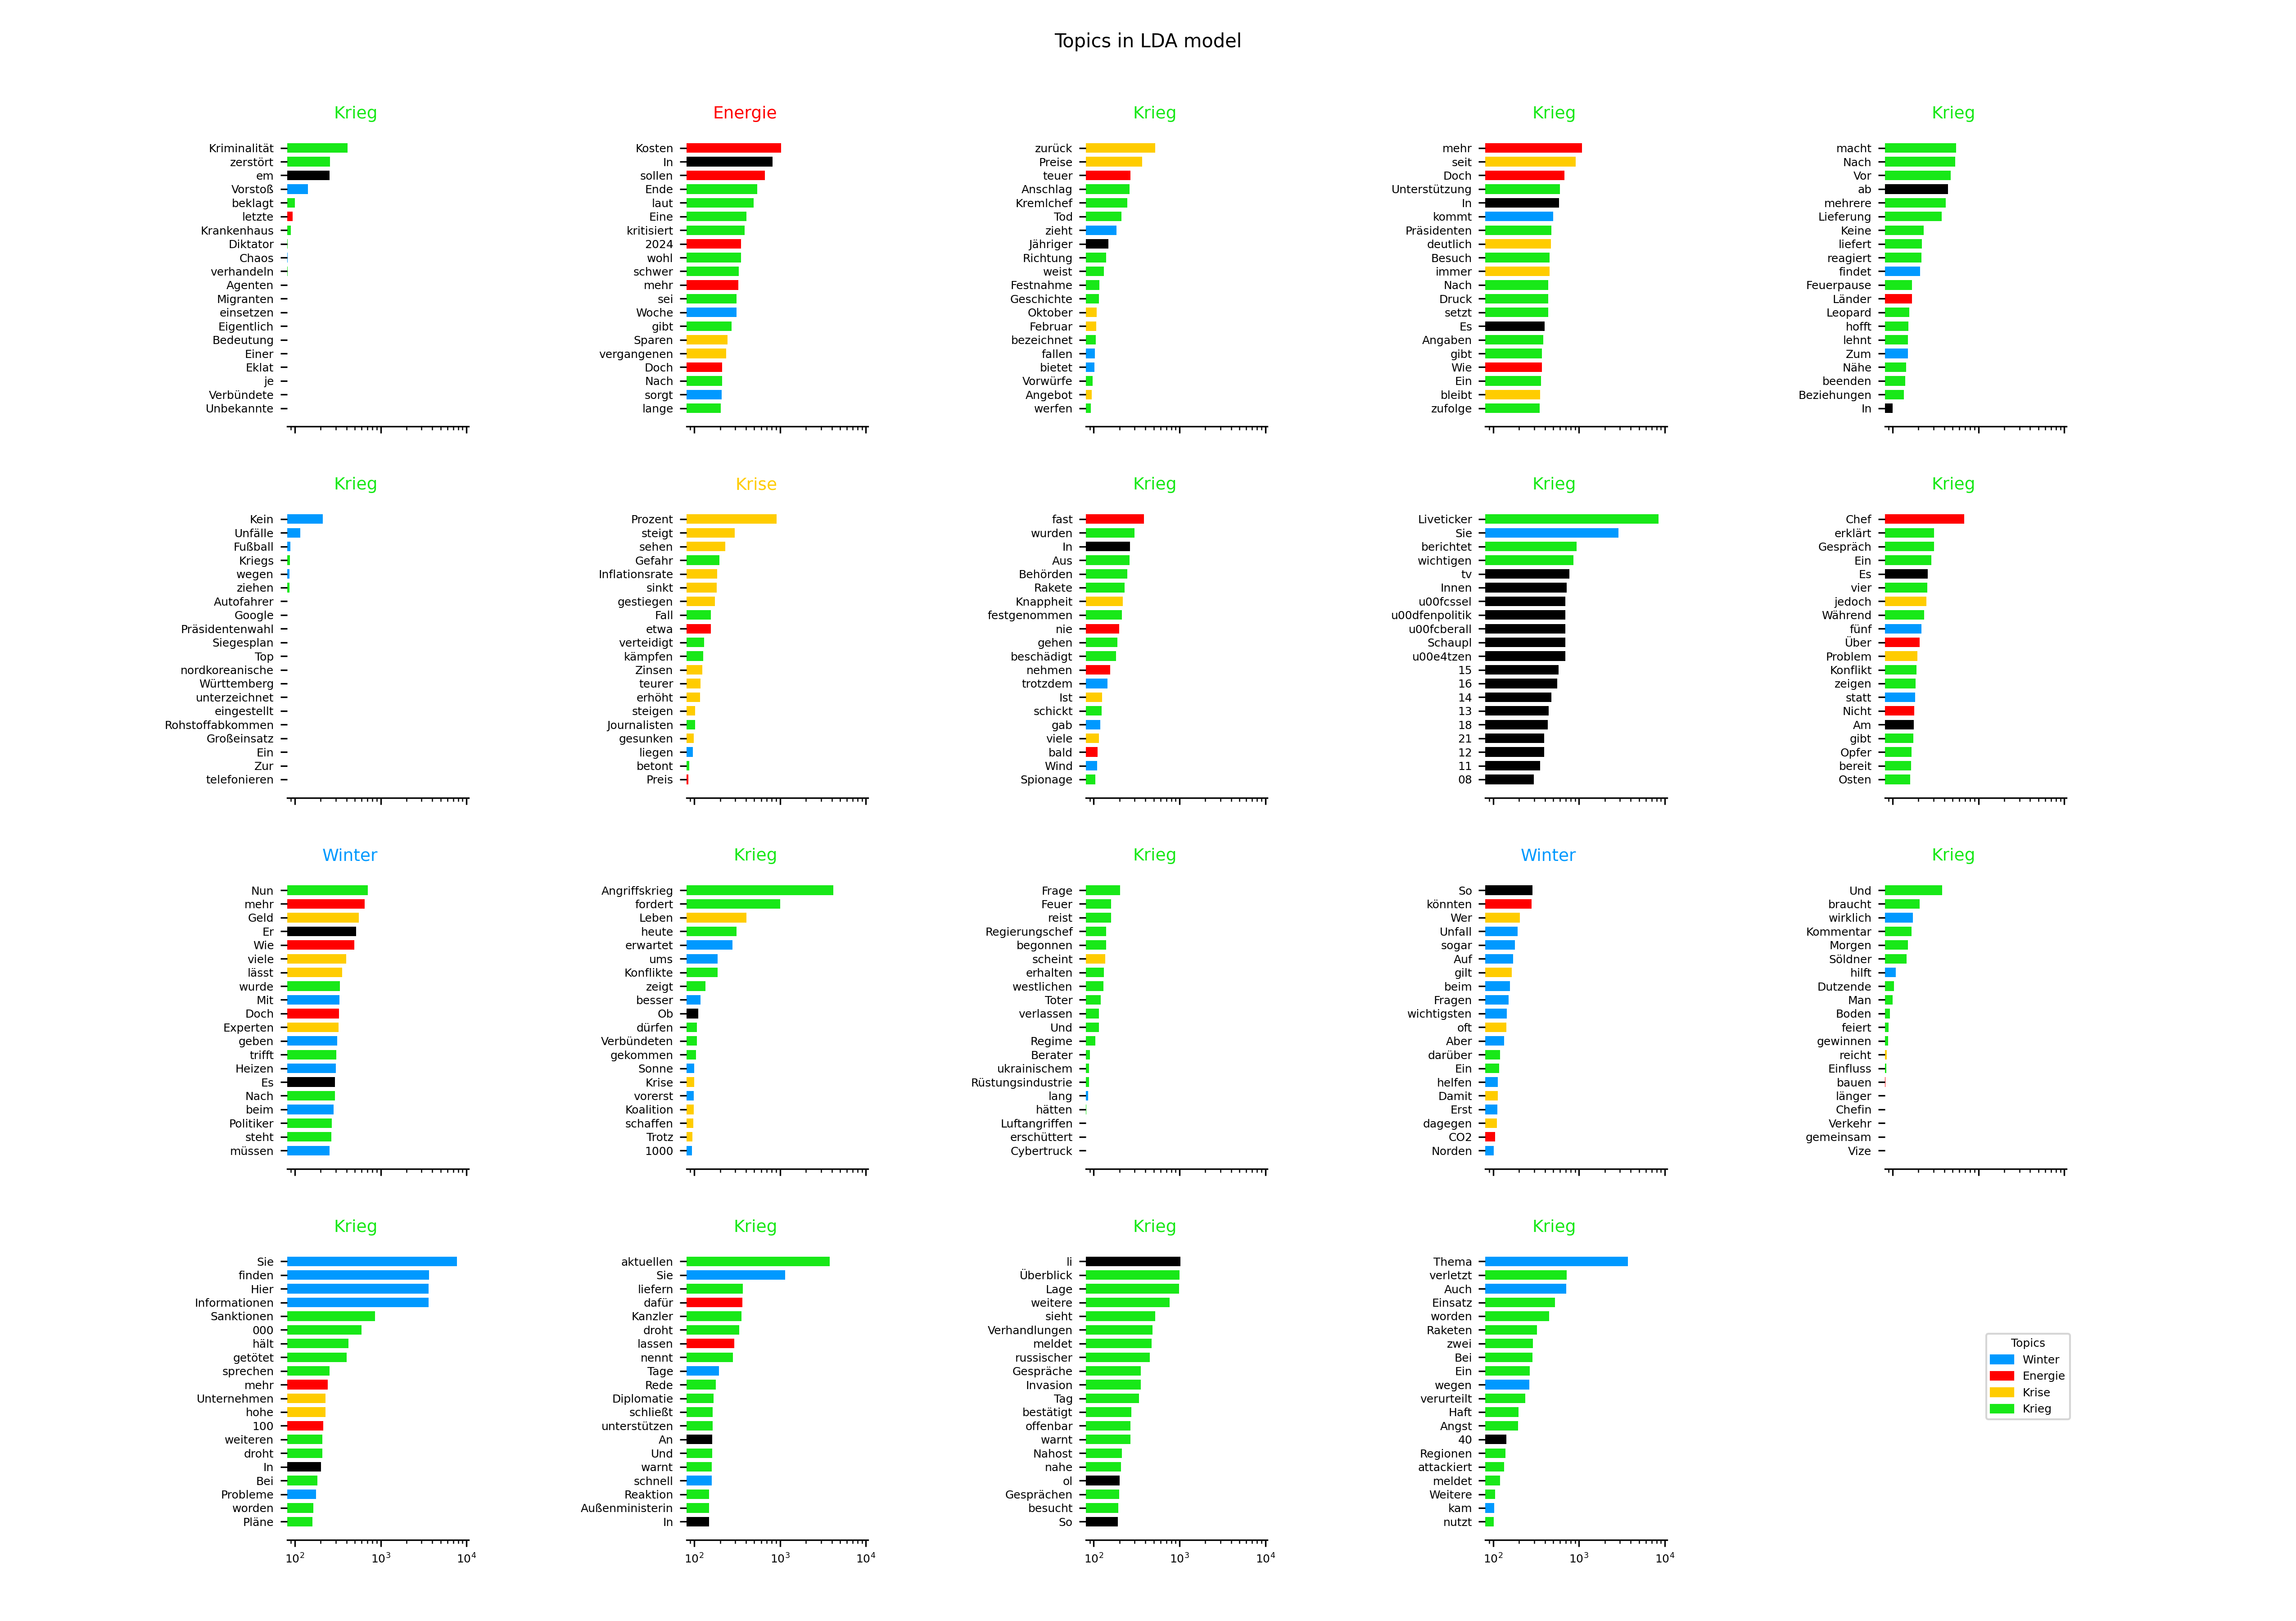 Topics in LDA model
Krieg
Kriminalität
zerstört
em
Vorstoß
beklagt
letzte
Krankenhaus
Diktator
Chaos
verhandeln
Agenten
Migranten
einsetzen
Eigentlich
Bedeutung
Einer
Eklat
je
Verbündete
Unbekannte
Energie
Kosten
In
sollen
Ende
laut
Eine
kritisiert
2024
wohl
schwer
mehr
sei
Woche
gibt
Sparen
vergangenen
Doch
Nach
sorgt
lange
Krieg
zurück
Preise
teuer
Anschlag
Kremlchef
Tod
zieht
Jähriger
Richtung
weist
Festnahme
Geschichte
Oktober
Februar
bezeichnet
fallen
bietet
Vorwürfe
Angebot
werfen
Krieg
mehr
seit
Doch
Unterstützung
In
kommt
Präsidenten
deutlich
Besuch
immer
Nach
Druck
setzt
Es
Angaben
gibt
Wie
Ein
bleibt
zufolge
Krieg
macht
Nach
Vor
ab
mehrere
Lieferung
Keine
liefert
reagiert
findet
Feuerpause
Länder
Leopard
hofft
lehnt
Zum
Nähe
beenden
Beziehungen
In
Krieg
Kein
Unfälle
Fußball
Kriegs
wegen
ziehen
Autofahrer
Google
Präsidentenwahl
Siegesplan
Top
nordkoreanische
Württemberg
unterzeichnet
eingestellt
Rohstoffabkommen
Großeinsatz
Ein
Zur
telefonieren
Krise
Prozent
steigt
sehen
Gefahr
Inflationsrate
sinkt
gestiegen
Fall
etwa
verteidigt
kämpfen
Zinsen
teurer
erhöht
steigen
Journalisten
gesunken
liegen
betont
Preis
Krieg
fast
wurden
In
Aus
Behörden
Rakete
Knappheit
festgenommen
nie
gehen
beschädigt
nehmen
trotzdem
Ist
schickt
gab
viele
bald
Wind
Spionage
Krieg
Liveticker
Sie
berichtet
wichtigen
tv
Innen
u00fcssel
u00dfenpolitik
u00fcberall
Schaupl
u00e4tzen
15
16
14
13
18
21
12
11
08
Krieg
Chef
erklärt
Gespräch
Ein
Es
vier
jedoch
Während
fünf
Über
Problem
Konflikt
zeigen
statt
Nicht
Am
gibt
Opfer
bereit
Osten
Winter
Nun
mehr
Geld
Er
Wie
viele
lässt
wurde
Mit
Doch
Experten
geben
trifft
Heizen
Es
Nach
beim
Politiker
steht
müssen
Krieg
Angriffskrieg
fordert
Leben
heute
erwartet
ums
Konflikte
zeigt
besser
Ob
dürfen
Verbündeten
gekommen
Sonne
Krise
vorerst
Koalition
schaffen
Trotz
1000
Krieg
Frage
Feuer
reist
Regierungschef
begonnen
scheint
erhalten
westlichen
Toter
verlassen
Und
Regime
Berater
ukrainischem
Rüstungsindustrie
lang
hätten
Luftangriffen
erschüttert
Cybertruck
Winter
So
könnten
Wer
Unfall
sogar
Auf
gilt
beim
Fragen
wichtigsten
oft
Aber
darüber
Ein
helfen
Damit
Erst
dagegen
CO2
Norden
Krieg
Und
braucht
wirklich
Kommentar
Morgen
Söldner
hilft
Dutzende
Man
Boden
feiert
gewinnen
reicht
Einfluss
bauen
länger
Chefin
Verkehr
gemeinsam
Vize
Krieg
Sie
finden
Hier
Informationen
Sanktionen
000
hält
getötet
sprechen
mehr
Unternehmen
hohe
100
weiteren
droht
In
Bei
Probleme
worden
Pläne
10² 10³ 10⁴
Krieg
aktuellen
Sie
liefern
dafür
Kanzler
droht
lassen
nennt
Tage
Rede
Diplomatie
schließt
unterstützen
An
Und
warnt
schnell
Reaktion
Außenministerin
In
10² 10³ 10⁴
Krieg
li
Überblick
Lage
weitere
sieht
Verhandlungen
meldet
russischer
Gespräche
Invasion
Tag
bestätigt
offenbar
warnt
Nahost
nahe
ol
Gesprächen
besucht
So
10² 10³ 10⁴
Krieg
Thema
verletzt
Auch
Einsatz
worden
Raketen
zwei
Bei
Ein
wegen
verurteilt
Haft
Angst
40
Regionen
attackiert
meldet
Weitere
kam
nutzt
10² 10³ 10⁴
Topics
Winter
Energie
Krise
Krieg